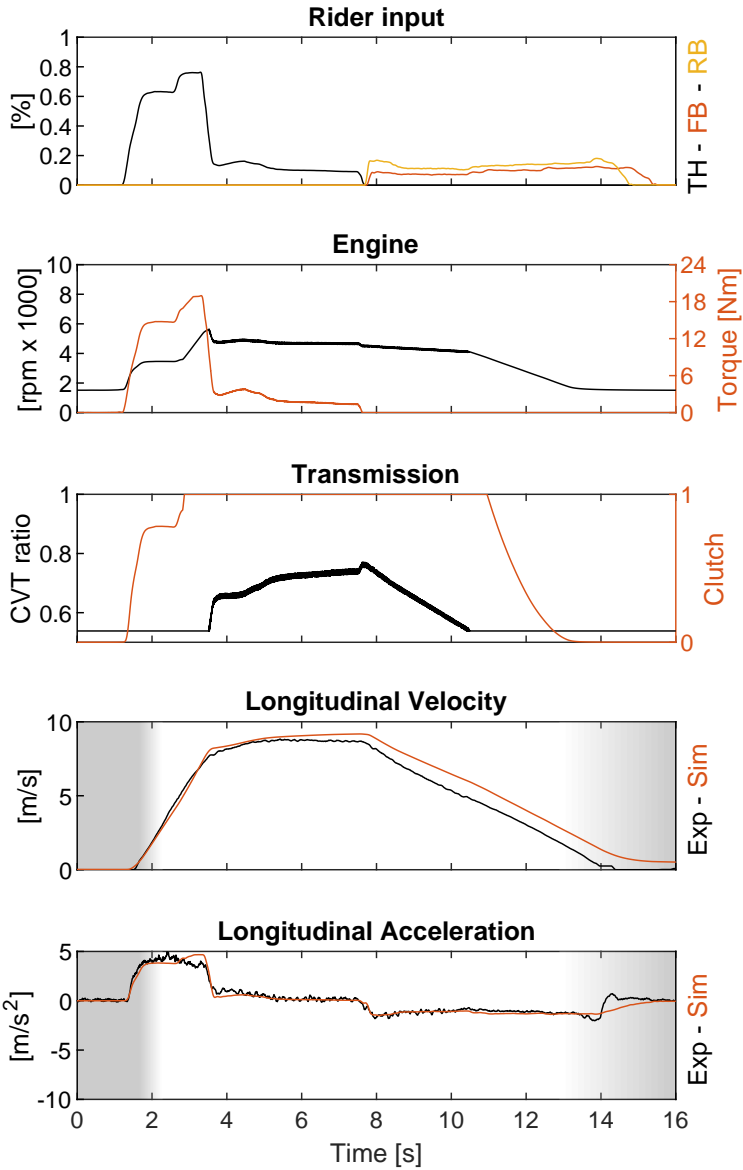 Rider input
1
0.8
0.6
0.4
0.2
0
[%]
TH - FB - RB
Engine
10
8
6
4
2
0
[rpm x 1000]
24
18
12
6
0
Torque [Nm]
Transmission
1
0.8
0.6
CVT ratio
1
0
Clutch
Longitudinal Velocity
10
5
0
[m/s]
Exp - Sim
Longitudinal Acceleration
5
0
-5
-10
[m/s²]
Exp - Sim
0 2 4 6 8 10 12 14 16
Time [s]